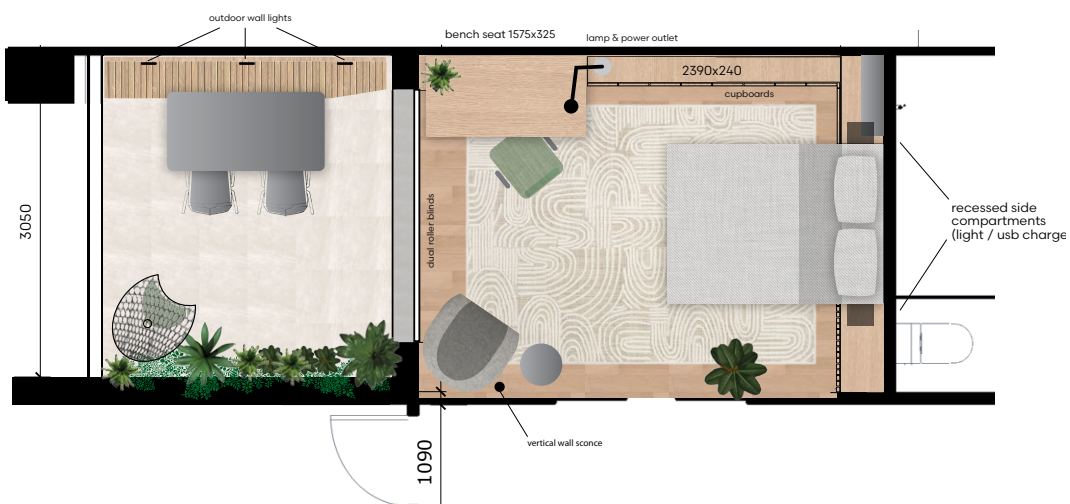 outdoor wall lights
bench seat 1575x325
lamp & power outlet
2390x240
cupboards
3050
dual roller blinds
recessed side
compartments
(light / usb charge
vertical wall sconce
1090